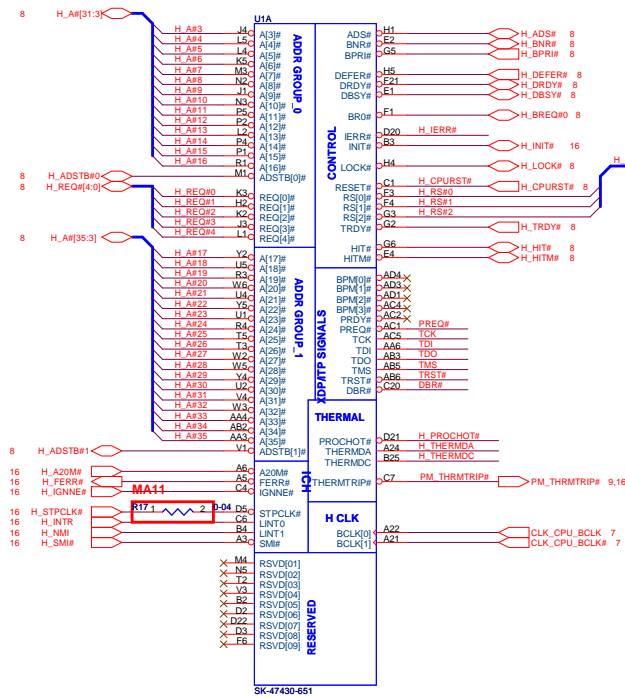 U1A
8 H_A#[31:3]
H_A#3 J4 A[3]#
H_A#4 L5 A[4]#
H_A#5 L4 A[5]#
H_A#6 K5 A[6]#
H_A#7 M3 A[7]#
H_A#8 N2 A[8]#
H_A#9 J1 A[9]#
H_A#10 N3 A[10]#
H_A#11 P5 A[11]#
H_A#12 P2 A[12]#
H_A#13 L2 A[13]#
H_A#14 P4 A[14]#
H_A#15 P1 A[15]#
H_A#16 R1 A[16]#
8 H_ADSTB#0 M1 ADSTB[0]#
8 H_REQ#[4:0]
H_REQ#0 K3 REQ[0]#
H_REQ#1 H2 REQ[1]#
H_REQ#2 K2 REQ[2]#
H_REQ#3 J3 REQ[3]#
H_REQ#4 L1 REQ[4]#
ADDR GROUP_0
8 H_A#[35:3]
H_A#17 Y2 A[17]#
H_A#18 U5 A[18]#
H_A#19 R3 A[19]#
H_A#20 W6 A[20]#
H_A#21 U4 A[21]#
H_A#22 Y5 A[22]#
H_A#23 U1 A[23]#
H_A#24 R4 A[24]#
H_A#25 T5 A[25]#
H_A#26 T3 A[26]#
H_A#27 W2 A[27]#
H_A#28 W5 A[28]#
H_A#29 Y4 A[29]#
H_A#30 U2 A[30]#
H_A#31 V4 A[31]#
H_A#32 W3 A[32]#
H_A#33 AA4 A[33]#
H_A#34 AB2 A[34]#
H_A#35 AA3 A[35]#
8 H_ADSTB#1 V1 ADSTB[1]#
ADDR GROUP_1
16 H_A20M# A6 A20M#
16 H_FERR# A5 FERR#
16 H_IGNNE# C4 IGNNE#
MA11
16 H_STPCLK# R17 1 2 0-04 D5 STPCLK#
16 H_INTR C6 LINT0
16 H_NMI B4 LINT1
16 H_SMI# A3 SMI#
ICH
M4 RSVD[01]
N5 RSVD[02]
T2 RSVD[03]
V3 RSVD[04]
B2 RSVD[05]
D2 RSVD[06]
D22 RSVD[07]
D3 RSVD[08]
F6 RSVD[09]
RESERVED
SK-47430-651
CONTROL
ADS# H1 H_ADS# 8
BNR# E2 H_BNR# 8
BPRI# G5 H_BPRI# 8
DEFER# H5 H_DEFER# 8
DRDY# F21 H_DRDY# 8
DBSY# E1 H_DBSY# 8
BR0# F1 H_BREQ#0 8
IERR# D20 H_IERR#
INIT# B3 H_INIT# 16
LOCK# H4 H_LOCK# 8
H_
RESET# C1 H_CPURST# H_CPURST# 8
RS[0]# F3 H_RS#0
RS[1]# F4 H_RS#1
RS[2]# G3 H_RS#2
TRDY# G2 H_TRDY# 8
HIT# G6 H_HIT# 8
HITM# E4 H_HITM# 8
XDP/ITP SIGNALS
BPM[0]# AD4
BPM[1]# AD3
BPM[2]# AD1
BPM[3]# AC4
PRDY# AC2
PREQ# AC1 PREQ#
TCK AC5 TCK
TDI AA6 TDI
TDO AB3 TDO
TMS AB5 TMS
TRST# AB6 TRST#
DBR# C20 DBR#
THERMAL
PROCHOT# D21 H_PROCHOT#
THERMDA A24 H_THERMDA
THERMDC B25 H_THERMDC
THERMTRIP# C7 PM_THRMTRIP# PM_THRMTRIP# 9,16
H CLK
BCLK[0] A22 CLK_CPU_BCLK 7
BCLK[1] A21 CLK_CPU_BCLK# 7